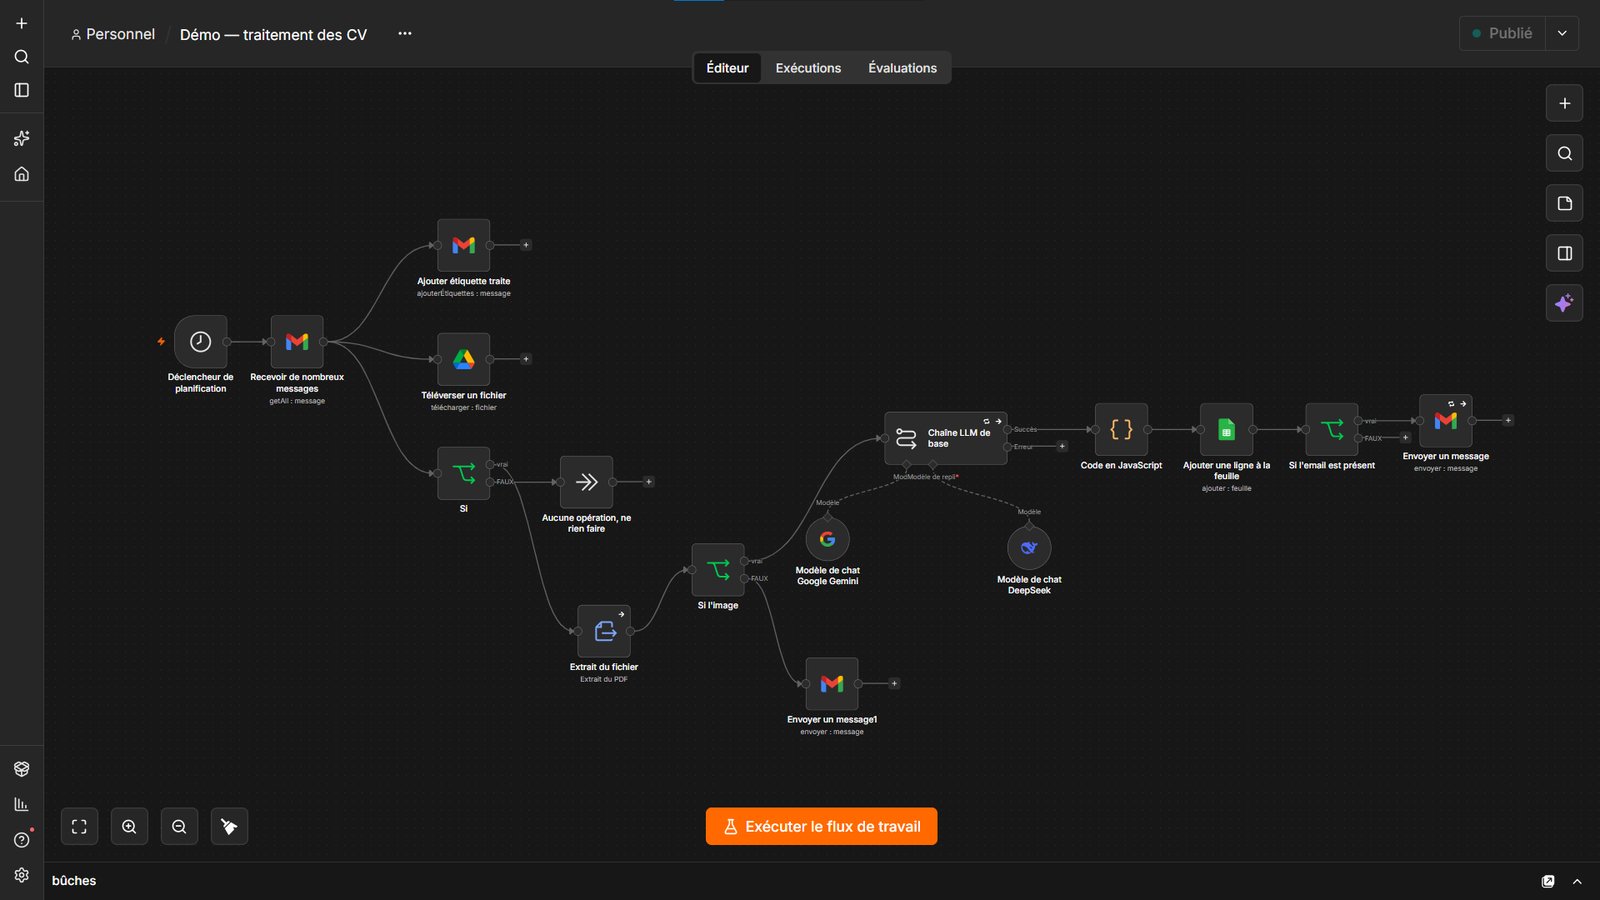 Personnel / Démo — traitement des CV ...
Publié
Éditeur Exécutions Évaluations
Ajouter étiquette traite
ajouterÉtiquettes : message
Déclencheur de
planification
Recevoir de nombreux
messages
getAll : message
Téléverser un fichier
télécharger : fichier
vrai
FAUX
Si
Aucune opération, ne
rien faire
Extrait du fichier
Extrait du PDF
vrai
FAUX
Si l'image
Envoyer un message1
envoyer : message
Chaîne LLM de
base
Succès
Erreur
ModModèle de repli*
Modèle
Modèle de chat
Google Gemini
Modèle
Modèle de chat
DeepSeek
Code en JavaScript
Ajouter une ligne à la
feuille
ajouter : feuille
vrai
FAUX
Si l'email est présent
Envoyer un message
envoyer : message
Exécuter le flux de travail
bûches